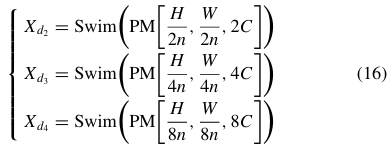 X_{d_2} = Swim(PM[H/2n, W/2n, 2C])
X_{d_3} = Swim(PM[H/4n, W/4n, 4C]) (16)
X_{d_4} = Swim(PM[H/8n, W/8n, 8C])